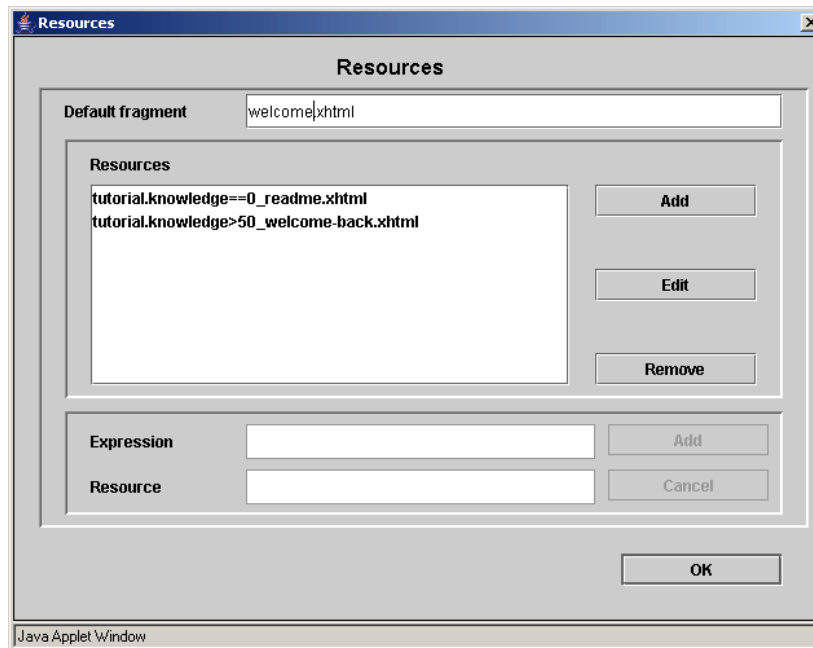 Resources
Resources
Default fragment welcome.xhtml
Resources
tutorial.knowledge==0_readme.xhtml
tutorial.knowledge>50_welcome-back.xhtml
Add
Edit
Remove
Expression Add
Resource Cancel
OK
Java Applet Window